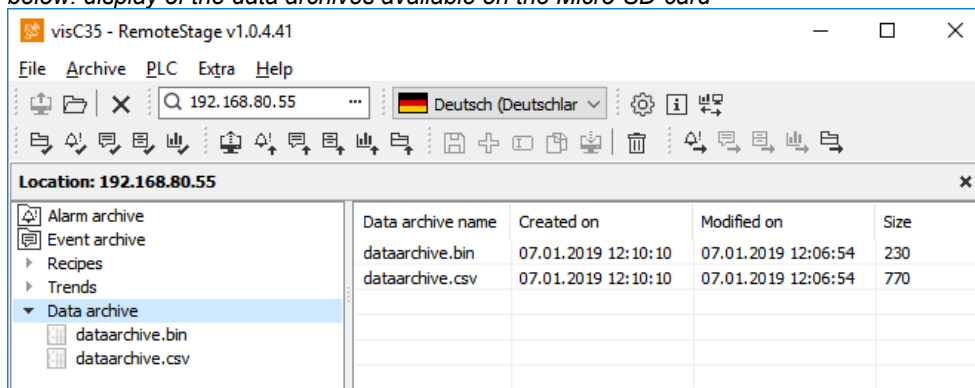 below: display of the data archives available on the Micro SD card
visC35 - RemoteStage v1.0.4.41
File Archive PLC Extra Help
192.168.80.55 ··· Deutsch (Deutschlar
Location: 192.168.80.55
Alarm archive
Event archive
Recipes
Trends
Data archive
dataarchive.bin
dataarchive.csv
Data archive name Created on Modified on Size
dataarchive.bin 07.01.2019 12:10:10 07.01.2019 12:06:54 230
dataarchive.csv 07.01.2019 12:10:10 07.01.2019 12:06:54 770